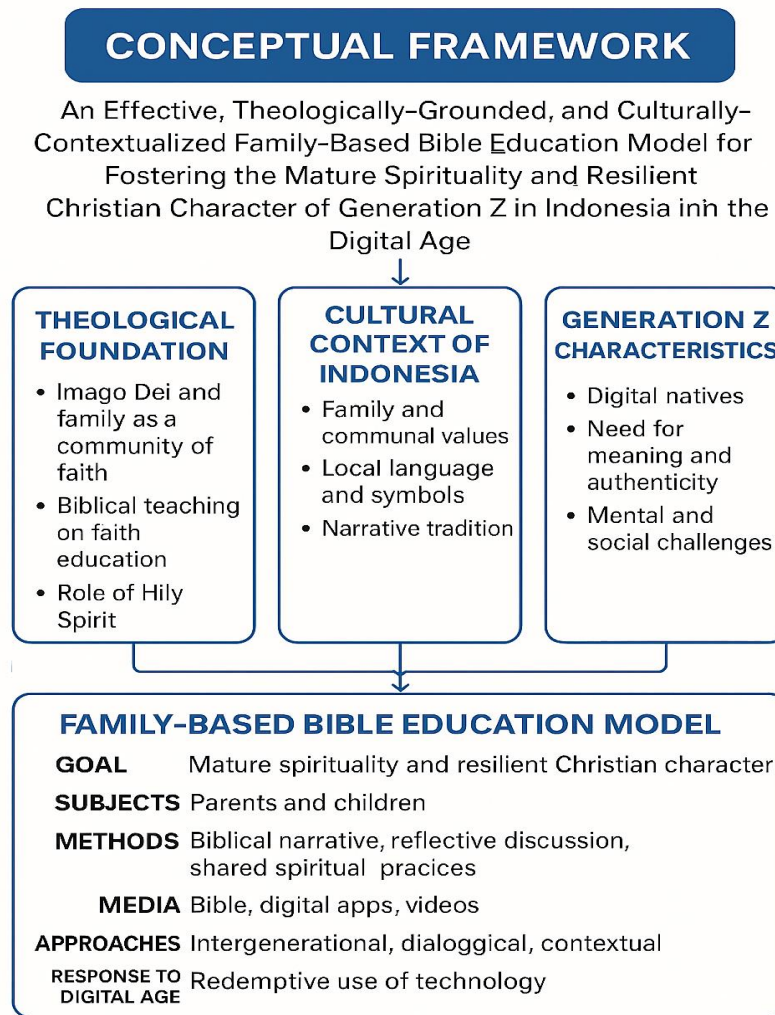 CONCEPTUAL FRAMEWORK
An Effective, Theologically-Grounded, and Culturally-
Contextualized Family-Based Bible Education Model for
Fostering the Mature Spirituality and Resilient
Christian Character of Generation Z in Indonesia inh the
Digital Age
THEOLOGICAL
FOUNDATION
• Imago Dei and
family as a
community of
faith
• Biblical teaching
on faith
education
• Role of Hily
Spirit
CULTURAL
CONTEXT OF
INDONESIA
• Family and
communal values
• Local language
and symbols
• Narrative tradition
GENERATION Z
CHARACTERISTICS
• Digital natives
• Need for
meaning and
authenticity
• Mental and
social challenges
FAMILY-BASED BIBLE EDUCATION MODEL
GOAL Mature spirituality and resilient Christian character
SUBJECTS Parents and children
METHODS Biblical narrative, reflective discussion,
shared spiritual pracices
MEDIA Bible, digital apps, videos
APPROACHES Intergenerational, dialoggical, contextual
RESPONSE TO
DIGITAL AGE Redemptive use of technology